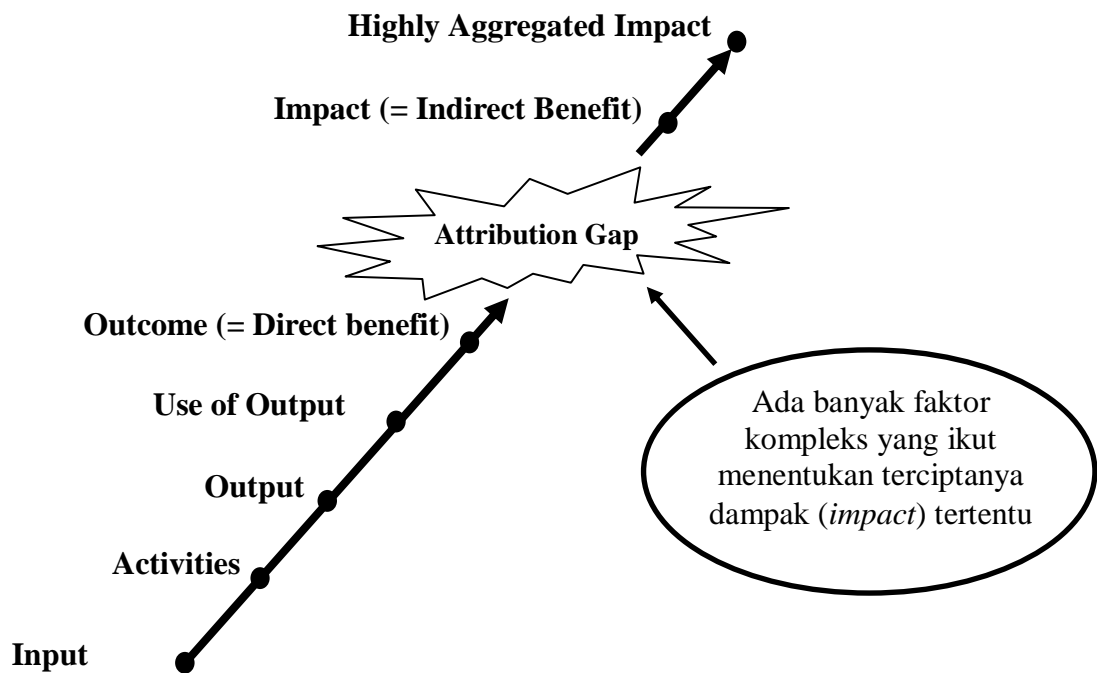 Highly Aggregated Impact
Impact (= Indirect Benefit)
Attribution Gap
Outcome (= Direct benefit)
Use of Output
Output
Activities
Input
Ada banyak faktor
kompleks yang ikut
menentukan terciptanya
dampak (impact) tertentu